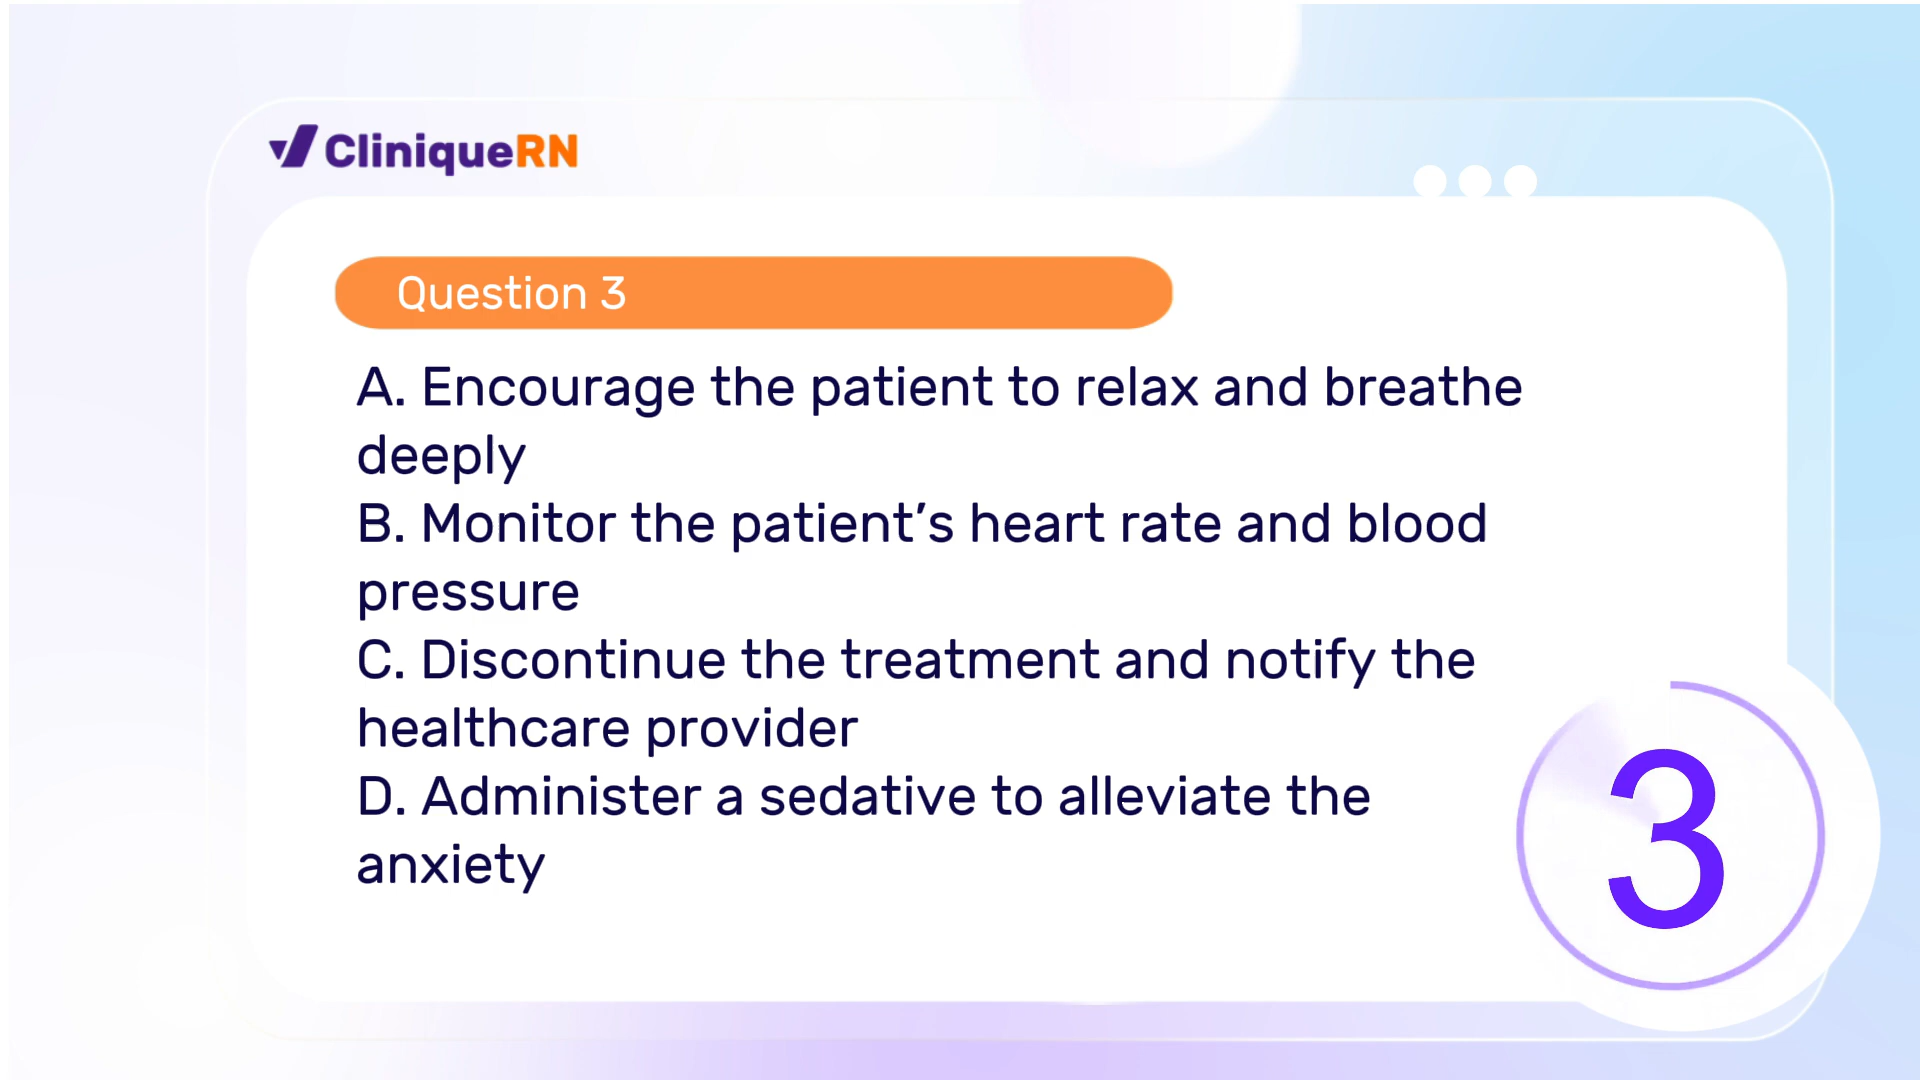 CliniqueRN
Question 3
A. Encourage the patient to relax and breathe
deeply
B. Monitor the patient’s heart rate and blood
pressure
C. Discontinue the treatment and notify the
healthcare provider
D. Administer a sedative to alleviate the
anxiety
3